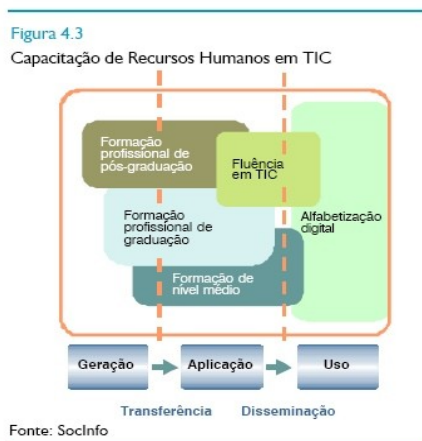 Figura 4.3
Capacitação de Recursos Humanos em TIC
Formação
profissional de
pós-graduação
Fluência
em TIC
Formação
profissional de
graduação
Alfabetização
digital
Formação de
nível médio
Geração
Aplicação
Uso
Transferência
Disseminação
Fonte: SocInfo